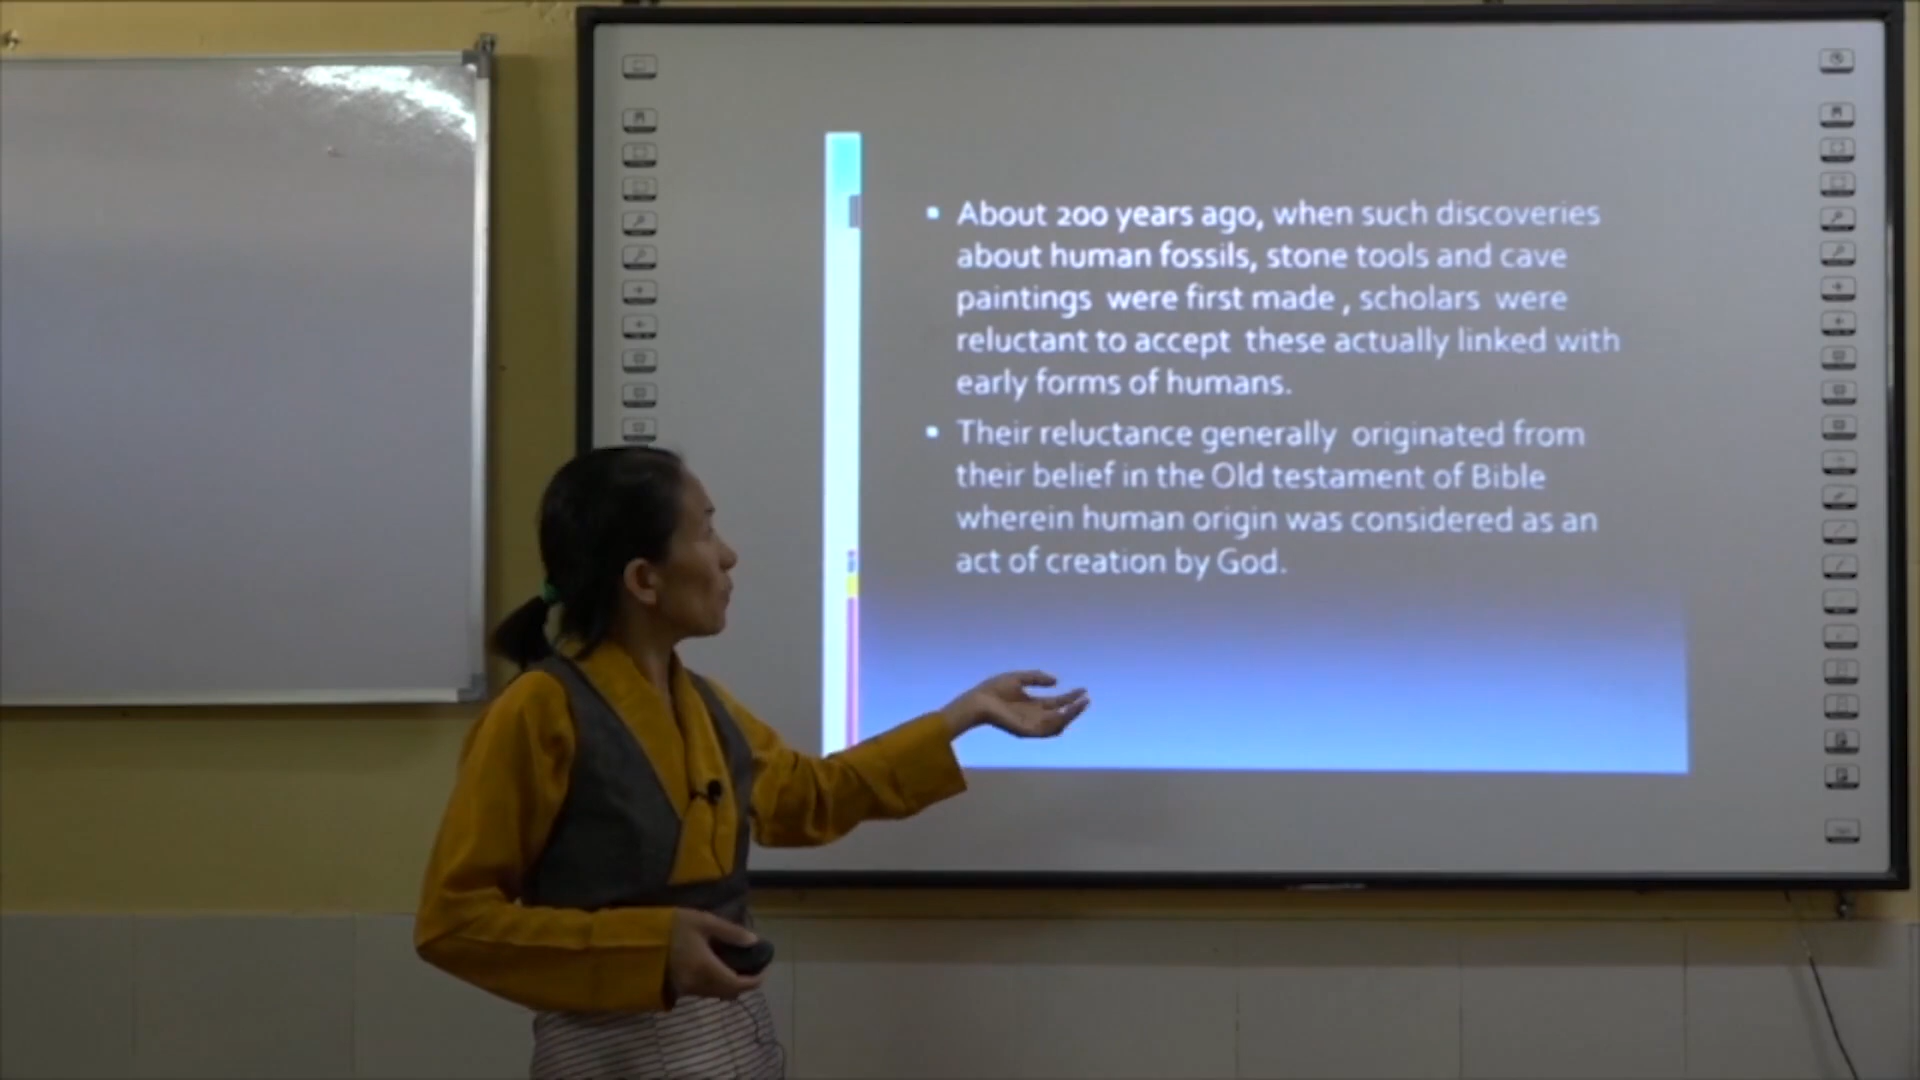 About 200 years ago, when such discoveries
about human fossils, stone tools and cave
paintings were first made , scholars were
reluctant to accept these actually linked with
early forms of humans.
Their reluctance generally originated from
their belief in the Old testament of Bible
wherein human origin was considered as an
act of creation by God.